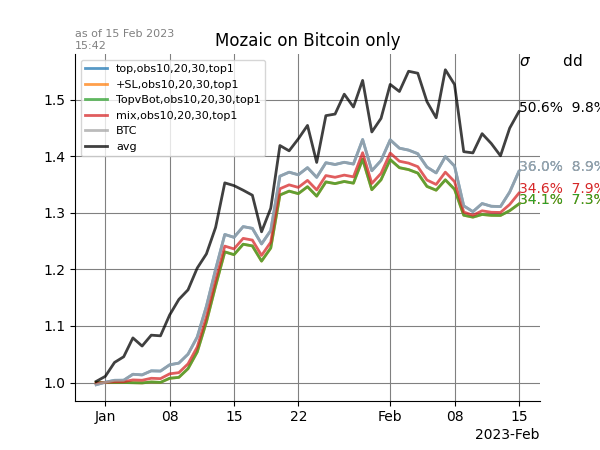 as of 15 Feb 2023
15:42
Mozaic on Bitcoin only
σ dd
top,obs10,20,30,top1
+SL,obs10,20,30,top1
TopvBot,obs10,20,30,top1
mix,obs10,20,30,top1
BTC
avg
1.5
1.4
1.3
1.2
1.1
1.0
50.6% 9.8%
36.0% 8.9%
34.6% 7.9%
34.1% 7.3%
Jan 08 15 22 Feb 08 15
2023-Feb